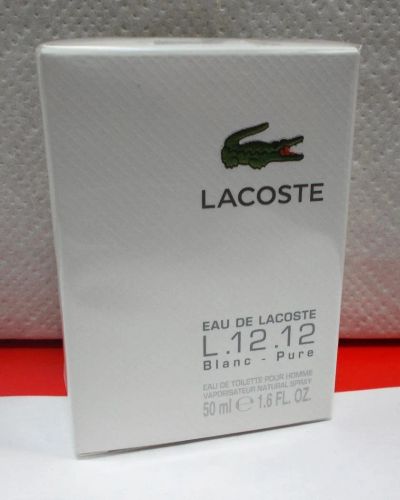 LACOSTE
EAU DE LACOSTE
L.12.12
Blanc - Pure
EAU DE TOILETTE POUR HOMME
VAPORISATEUR NATURAL SPRAY
50 ml ℮ 1.6 FL. OZ.